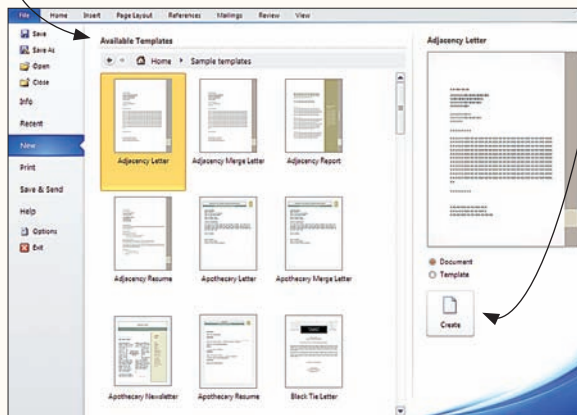 File Home Insert Page Layout References Mailings Review View
Save
Save As
Open
Close
Info
Recent
New
Print
Save & Send
Help
Options
Exit
Available Templates
Home Sample templates
Adjacency Letter Adjacency Merge Letter Adjacency Report
Adjacency Resume Apothecary Letter Apothecary Merge Letter
Apothecary Newsletter Apothecary Resume Black Tie Letter
Adjacency Letter
Document
Template
Create